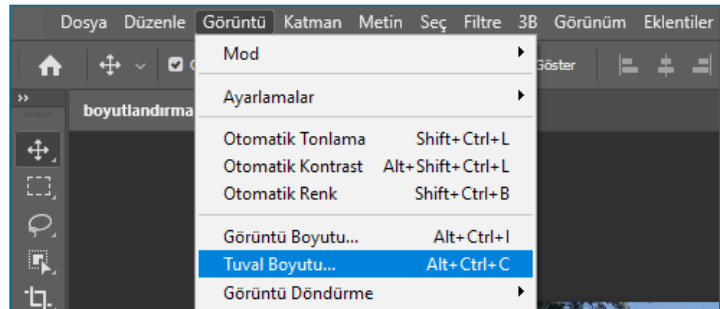 Dosya Düzenle Görüntü Katman Metin Seç Filtre 3B Görünüm Eklentiler
Mod
Göster
boyutlandırma
Ayarlamalar
Otomatik Tonlama Shift+Ctrl+L
Otomatik Kontrast Alt+Shift+Ctrl+L
Otomatik Renk Shift+Ctrl+B
Görüntü Boyutu... Alt+Ctrl+I
Tuval Boyutu... Alt+Ctrl+C
Görüntü Döndürme